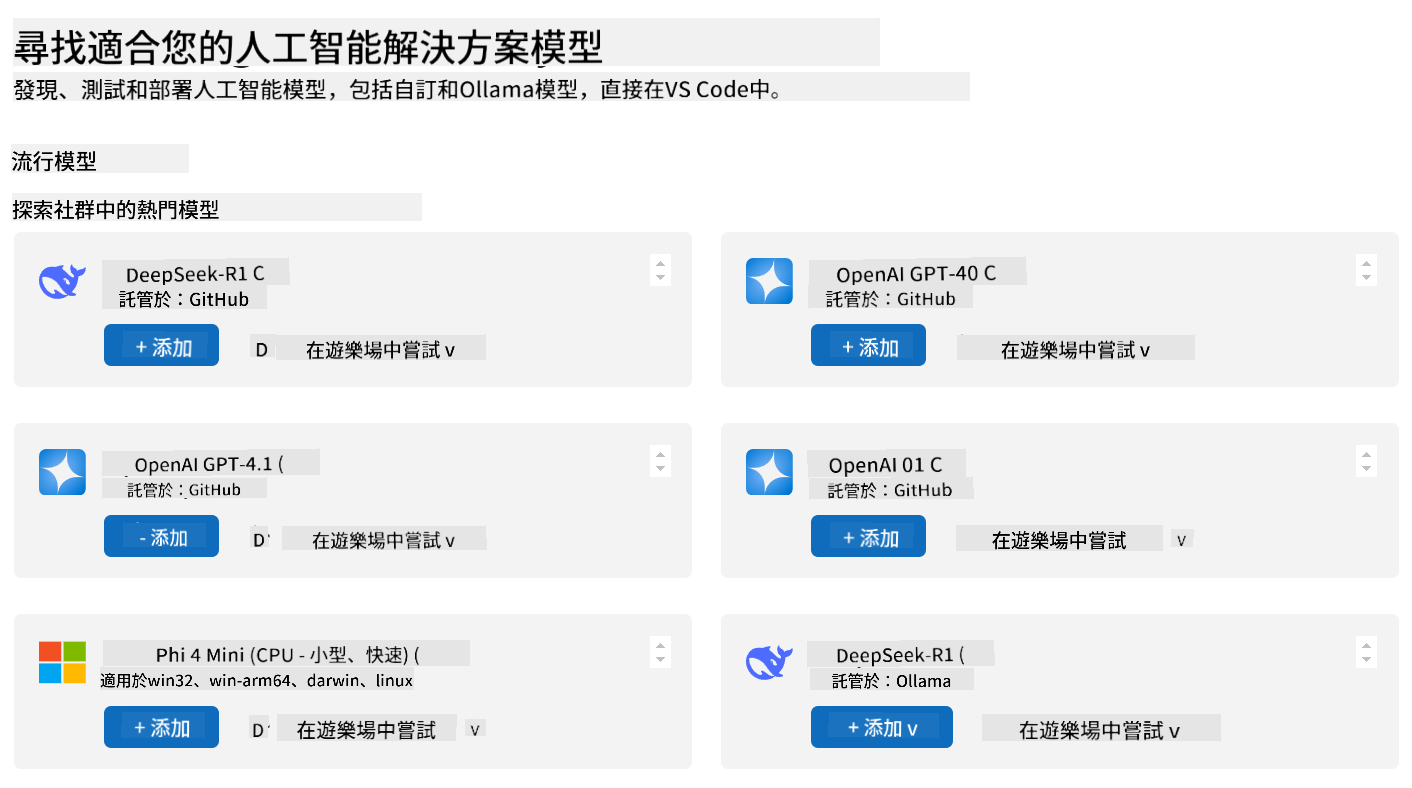 尋找適合您的人工智能解決方案模型
發現、測試和部署人工智能模型，包括自訂和Ollama模型，直接在VS Code中。
流行模型
探索社群中的熱門模型
DeepSeek-R1 C
託管於：GitHub
+ 添加 D 在遊樂場中嘗試 v
OpenAI GPT-40 C
託管於：GitHub
+ 添加 在遊樂場中嘗試 v
OpenAI GPT-4.1 (
託管於：GitHub
- 添加 D 在遊樂場中嘗試 v
OpenAI 01 C
託管於：GitHub
+ 添加 在遊樂場中嘗試 v
Phi 4 Mini (CPU - 小型、快速) (
適用於win32、win-arm64、darwin、linux
+ 添加 D 在遊樂場中嘗試 v
DeepSeek-R1 (
託管於：Ollama
+ 添加 v 在遊樂場中嘗試 v